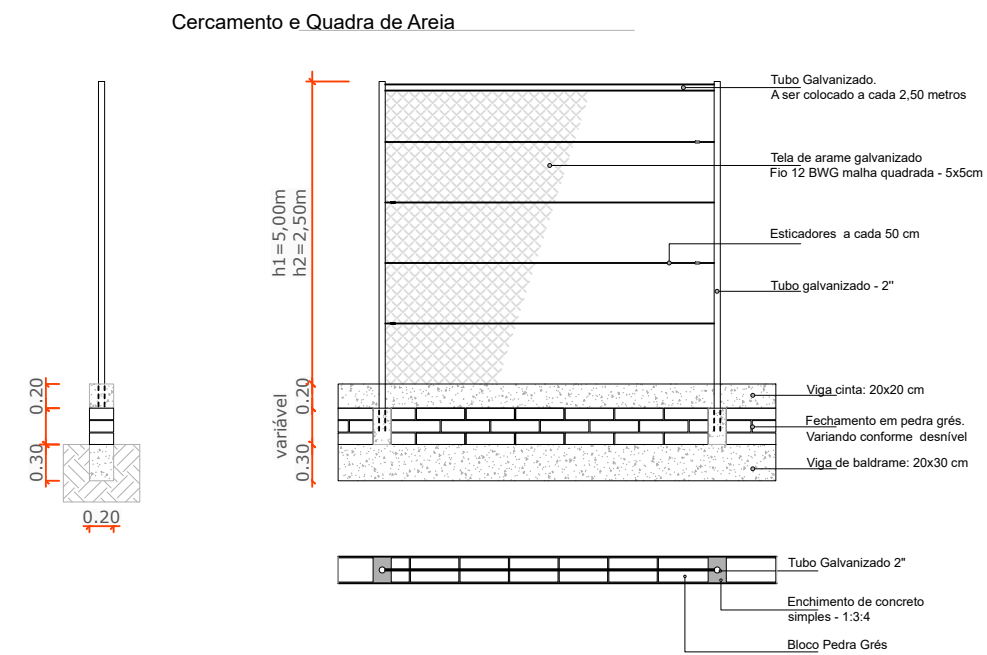 Cercamento e Quadra de Areia
Tubo Galvanizado.
A ser colocado a cada 2,50 metros
Tela de arame galvanizado
Fio 12 BWG malha quadrada - 5x5cm
h1=5,00m
h2=2,50m
Esticadores a cada 50 cm
Tubo galvanizado - 2"
0.20
0.30
0.20
0.20
variável
0.30
Viga cinta: 20x20 cm
Fechamento em pedra grés.
Variando conforme desnível
Viga de baldrame: 20x30 cm
Tubo Galvanizado 2"
Enchimento de concreto
simples - 1:3:4
Bloco Pedra Grés